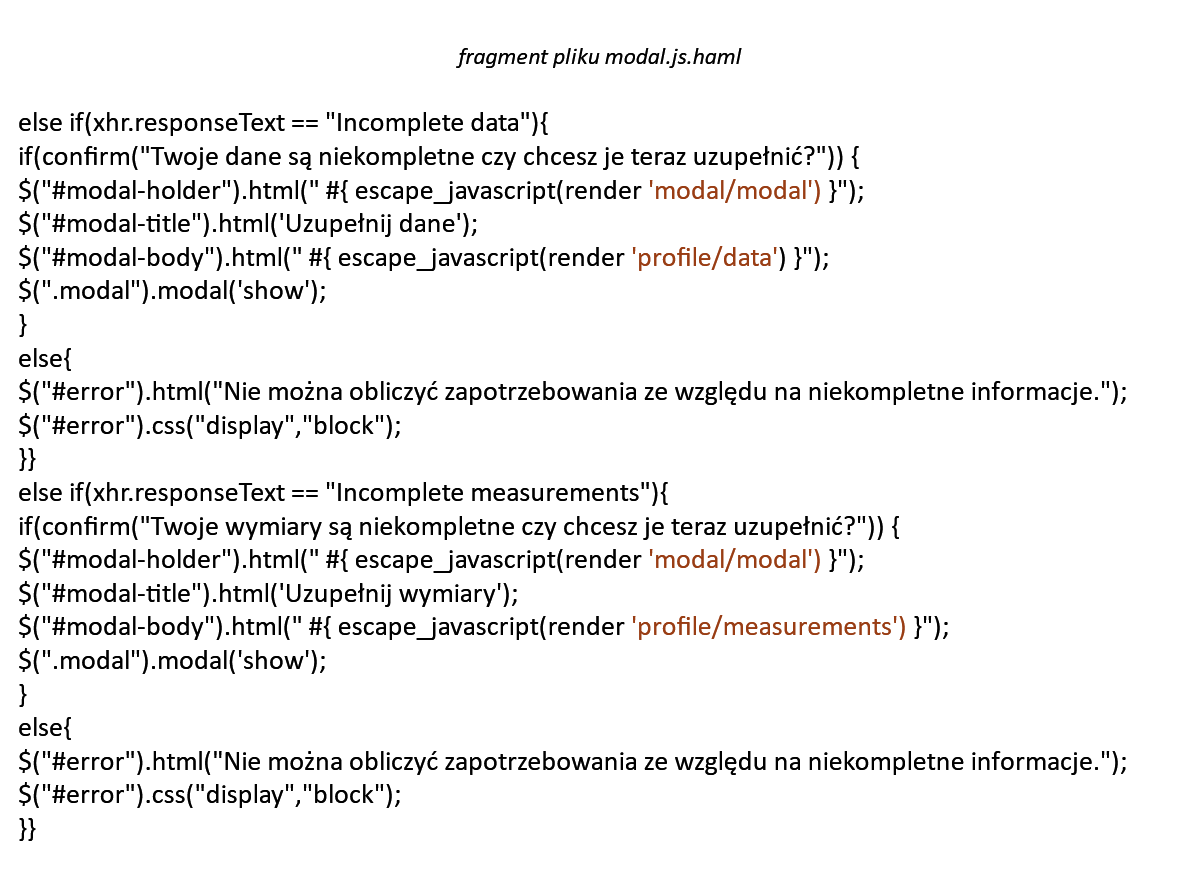 fragment pliku modal.js.haml
else if(xhr.responseText == "Incomplete data"){
if(confirm("Twoje dane są niekompletne czy chcesz je teraz uzupełnić?")) {
$("#modal-holder").html(" #{ escape_javascript(render 'modal/modal') }");
$("#modal-title").html('Uzupełnij dane');
$("#modal-body").html(" #{ escape_javascript(render 'profile/data') }");
$(".modal").modal('show');
}
else{
$("#error").html("Nie można obliczyć zapotrzebowania ze względu na niekompletne informacje.");
$("#error").css("display","block");
}}
else if(xhr.responseText == "Incomplete measurements"){
if(confirm("Twoje wymiary są niekompletne czy chcesz je teraz uzupełnić?")) {
$("#modal-holder").html(" #{ escape_javascript(render 'modal/modal') }");
$("#modal-title").html('Uzupełnij wymiary');
$("#modal-body").html(" #{ escape_javascript(render 'profile/measurements') }");
$(".modal").modal('show');
}
else{
$("#error").html("Nie można obliczyć zapotrzebowania ze względu na niekompletne informacje.");
$("#error").css("display","block");
}}